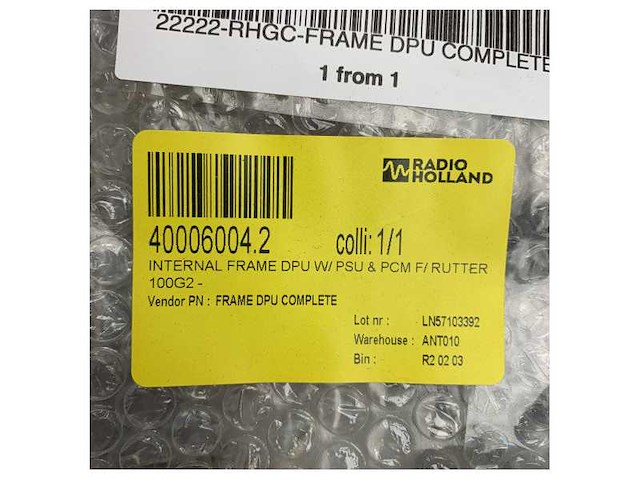 22222-RHGC-FRAME DPU COMPLETE
1 from 1
RADIO
HOLLAND
40006004.2 colli: 1/1
INTERNAL FRAME DPU W/ PSU & PCM F/ RUTTER
100G2 -
Vendor PN : FRAME DPU COMPLETE
Lot nr : LN57103392
Warehouse : ANT010
Bin : R2 02 03